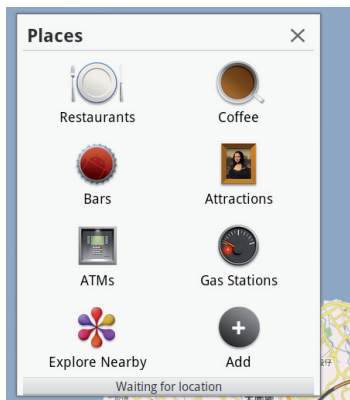 Places
Restaurants
Coffee
Bars
Attractions
ATMs
Gas Stations
Explore Nearby
Add
Waiting for location